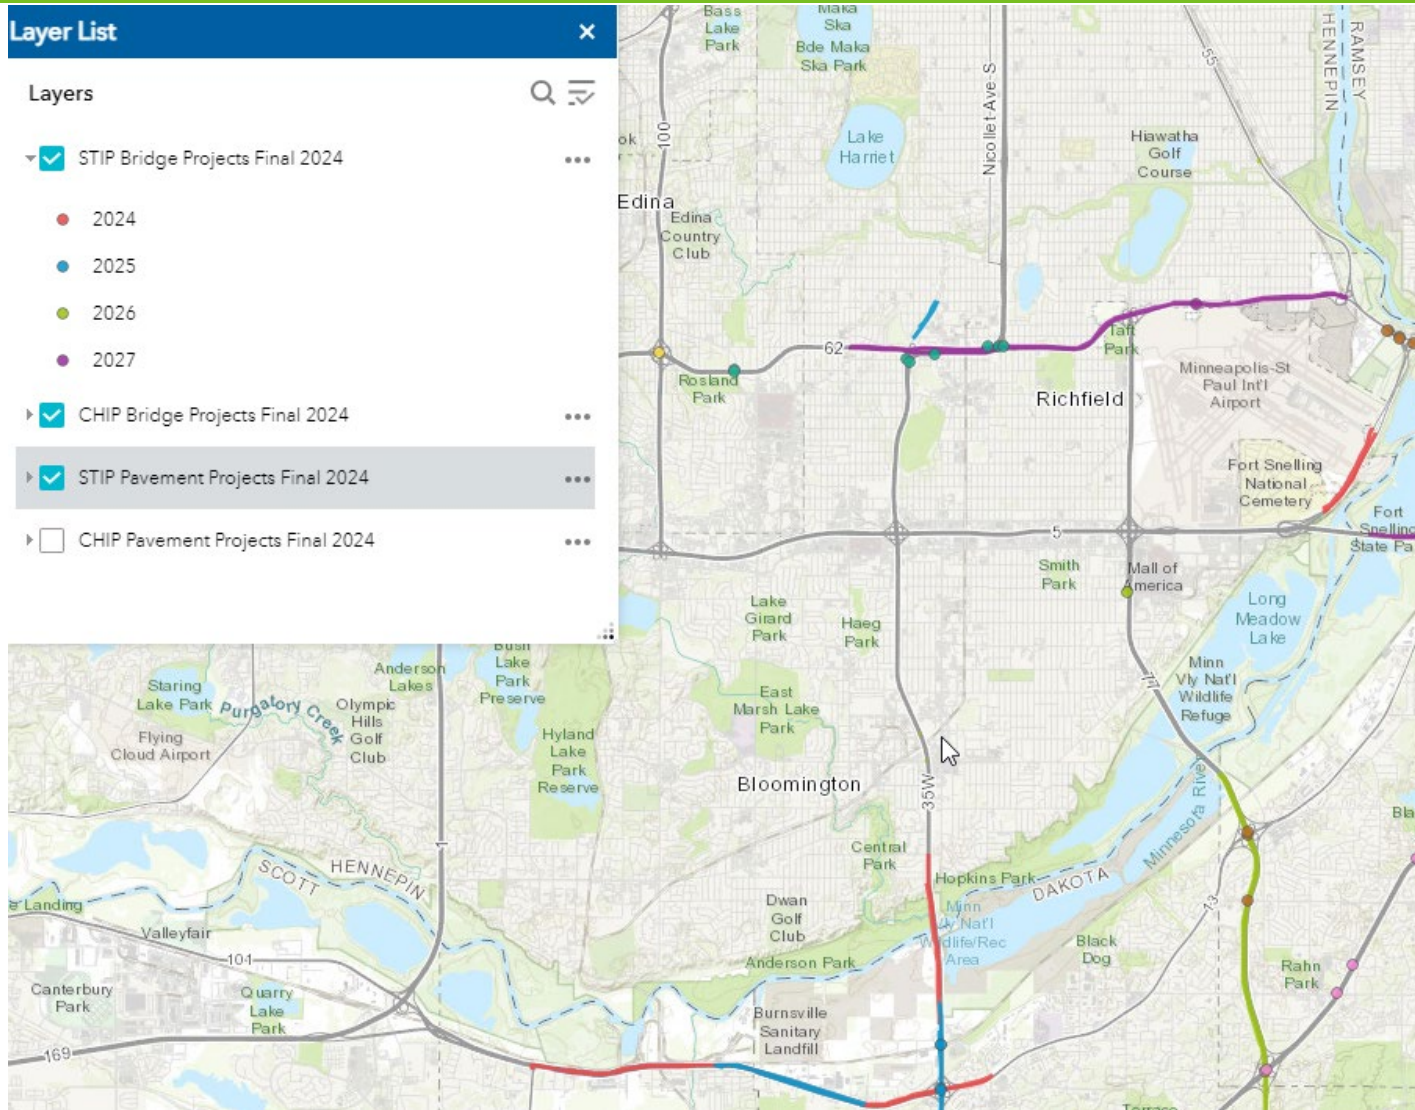 Layer List
Layers
STIP Bridge Projects Final 2024
2024
2025
2026
2027
CHIP Bridge Projects Final 2024
STIP Pavement Projects Final 2024
CHIP Pavement Projects Final 2024
Bass
Lake
Park
Maka
Ska
Bde Maka
Ska Park
55
RAMSEY
HENNEPIN
100
ok
Lake
Harriet
Nicollet Ave S
Hiawatha
Golf
Course
Edina
Edina
Country
Club
62
Taft
Park
Rosland
Park
Richfield
Minneapolis-St
Paul Int'l
Airport
Fort Snelling
National
Cemetery
Fort
Snelling
State Pa
5
Smith
Park
Mall of
America
Long
Meadow
Lake
Lake
Girard
Park
Haeg
Park
Bush
Lake
Park
Preserve
Anderson
Lakes
Staring
Lake Park
Purgatory Creek
Olympic
Hills
Golf
Club
Flying
Cloud Airport
East
Marsh Lake
Park
Minn
Vly Nat'l
Wildlife
Refuge
77
Hyland
Lake
Park
Reserve
Bloomington
35W
Minnesota River
Bla
1
Central
Park
SCOTT
HENNEPIN
Hopkins Park
DAKOTA
13
e Landing
Valleyfair
Dwan
Golf
Club
Minn
Vly Nat'l
Wildlife/Rec
Area
Black
Dog
101
Anderson Park
Rahn
Park
Canterbury
Park
Quarry
Lake
Park
Burnsville
Sanitary
Landfill
169